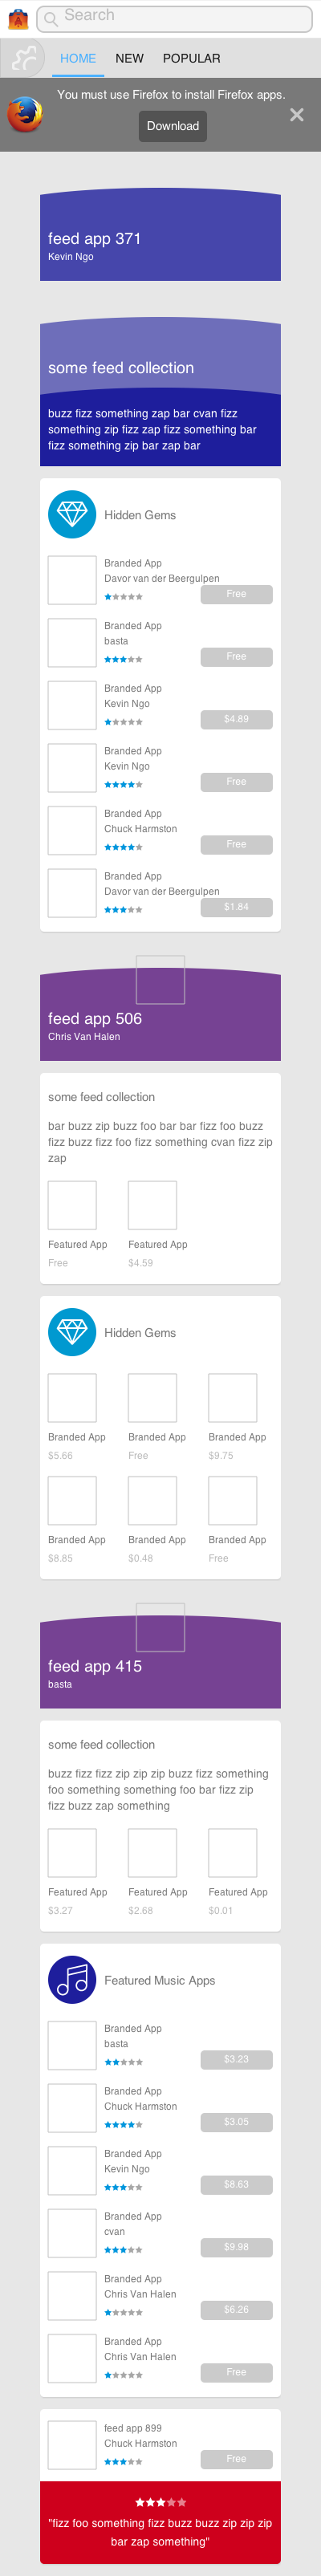 Search
HOME NEW POPULAR
You must use Firefox to install Firefox apps.
Download
feed app 371
Kevin Ngo
some feed collection
buzz fizz something zap bar cvan fizz
something zip fizz zap fizz something bar
fizz something zip bar zap bar
Hidden Gems
Branded App
Davor van der Beergulpen
Free
Branded App
basta
Free
Branded App
Kevin Ngo
$4.89
Branded App
Kevin Ngo
Free
Branded App
Chuck Harmston
Free
Branded App
Davor van der Beergulpen
$1.84
feed app 506
Chris Van Halen
some feed collection
bar buzz zip buzz foo bar bar fizz foo buzz
fizz buzz fizz foo fizz something cvan fizz zip
zap
Featured App Featured App
Free $4.59
Hidden Gems
Branded App Branded App Branded App
$5.66 Free $9.75
Branded App Branded App Branded App
$8.85 $0.48 Free
feed app 415
basta
some feed collection
buzz fizz fizz zip zip zip buzz fizz something
foo something something foo bar fizz zip
fizz buzz zap something
Featured App Featured App Featured App
$3.27 $2.68 $0.01
Featured Music Apps
Branded App
basta
$3.23
Branded App
Chuck Harmston
$3.05
Branded App
Kevin Ngo
$8.63
Branded App
cvan
$9.98
Branded App
Chris Van Halen
$6.26
Branded App
Chris Van Halen
Free
feed app 899
Chuck Harmston
Free
"fizz foo something fizz buzz buzz zip zip zip
bar zap something"